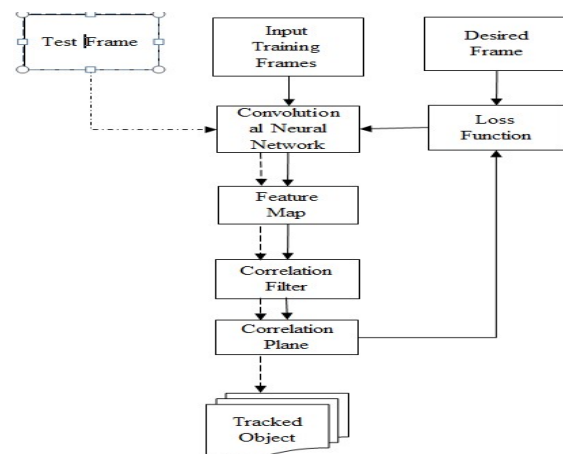 Test Frame
Input
Training
Frames
Desired
Frame
Convolution
al Neural
Network
Loss
Function
Feature
Map
Correlation
Filter
Correlation
Plane
Tracked
Object